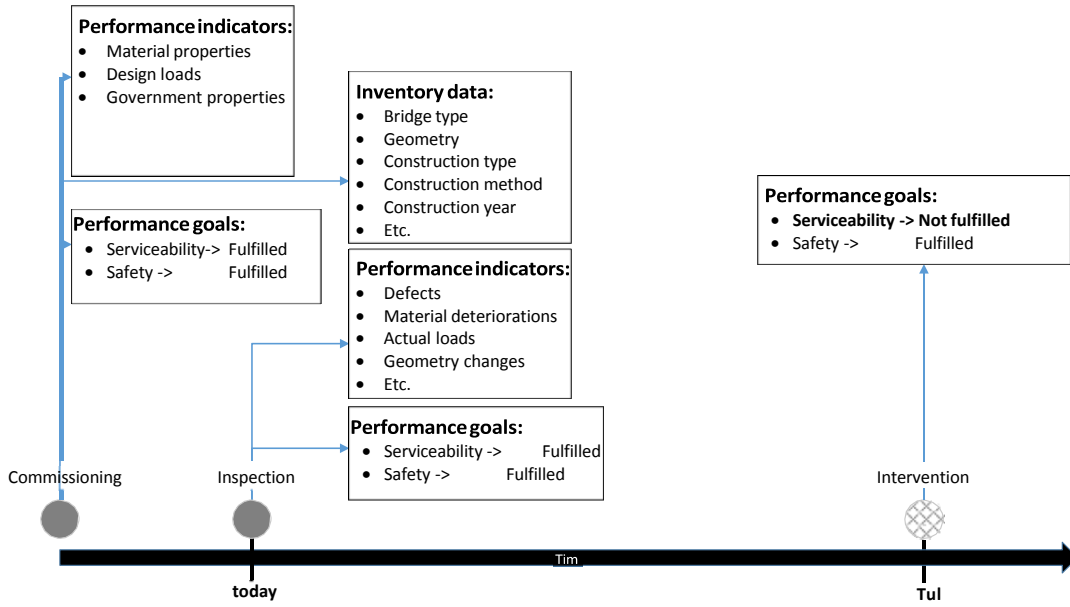 Performance indicators:
• Material properties
• Design loads
• Government properties
Inventory data:
• Bridge type
• Geometry
• Construction type
• Construction method
• Construction year
• Etc.
Performance goals:
• Serviceability-> Fulfilled
• Safety -> Fulfilled
Performance goals:
• Serviceability -> Not fulfilled
• Safety -> Fulfilled
Performance indicators:
• Defects
• Material deteriorations
• Actual loads
• Geometry changes
• Etc.
Performance goals:
• Serviceability -> Fulfilled
• Safety -> Fulfilled
Commissioning
Inspection
Intervention
Tim
today
Tul